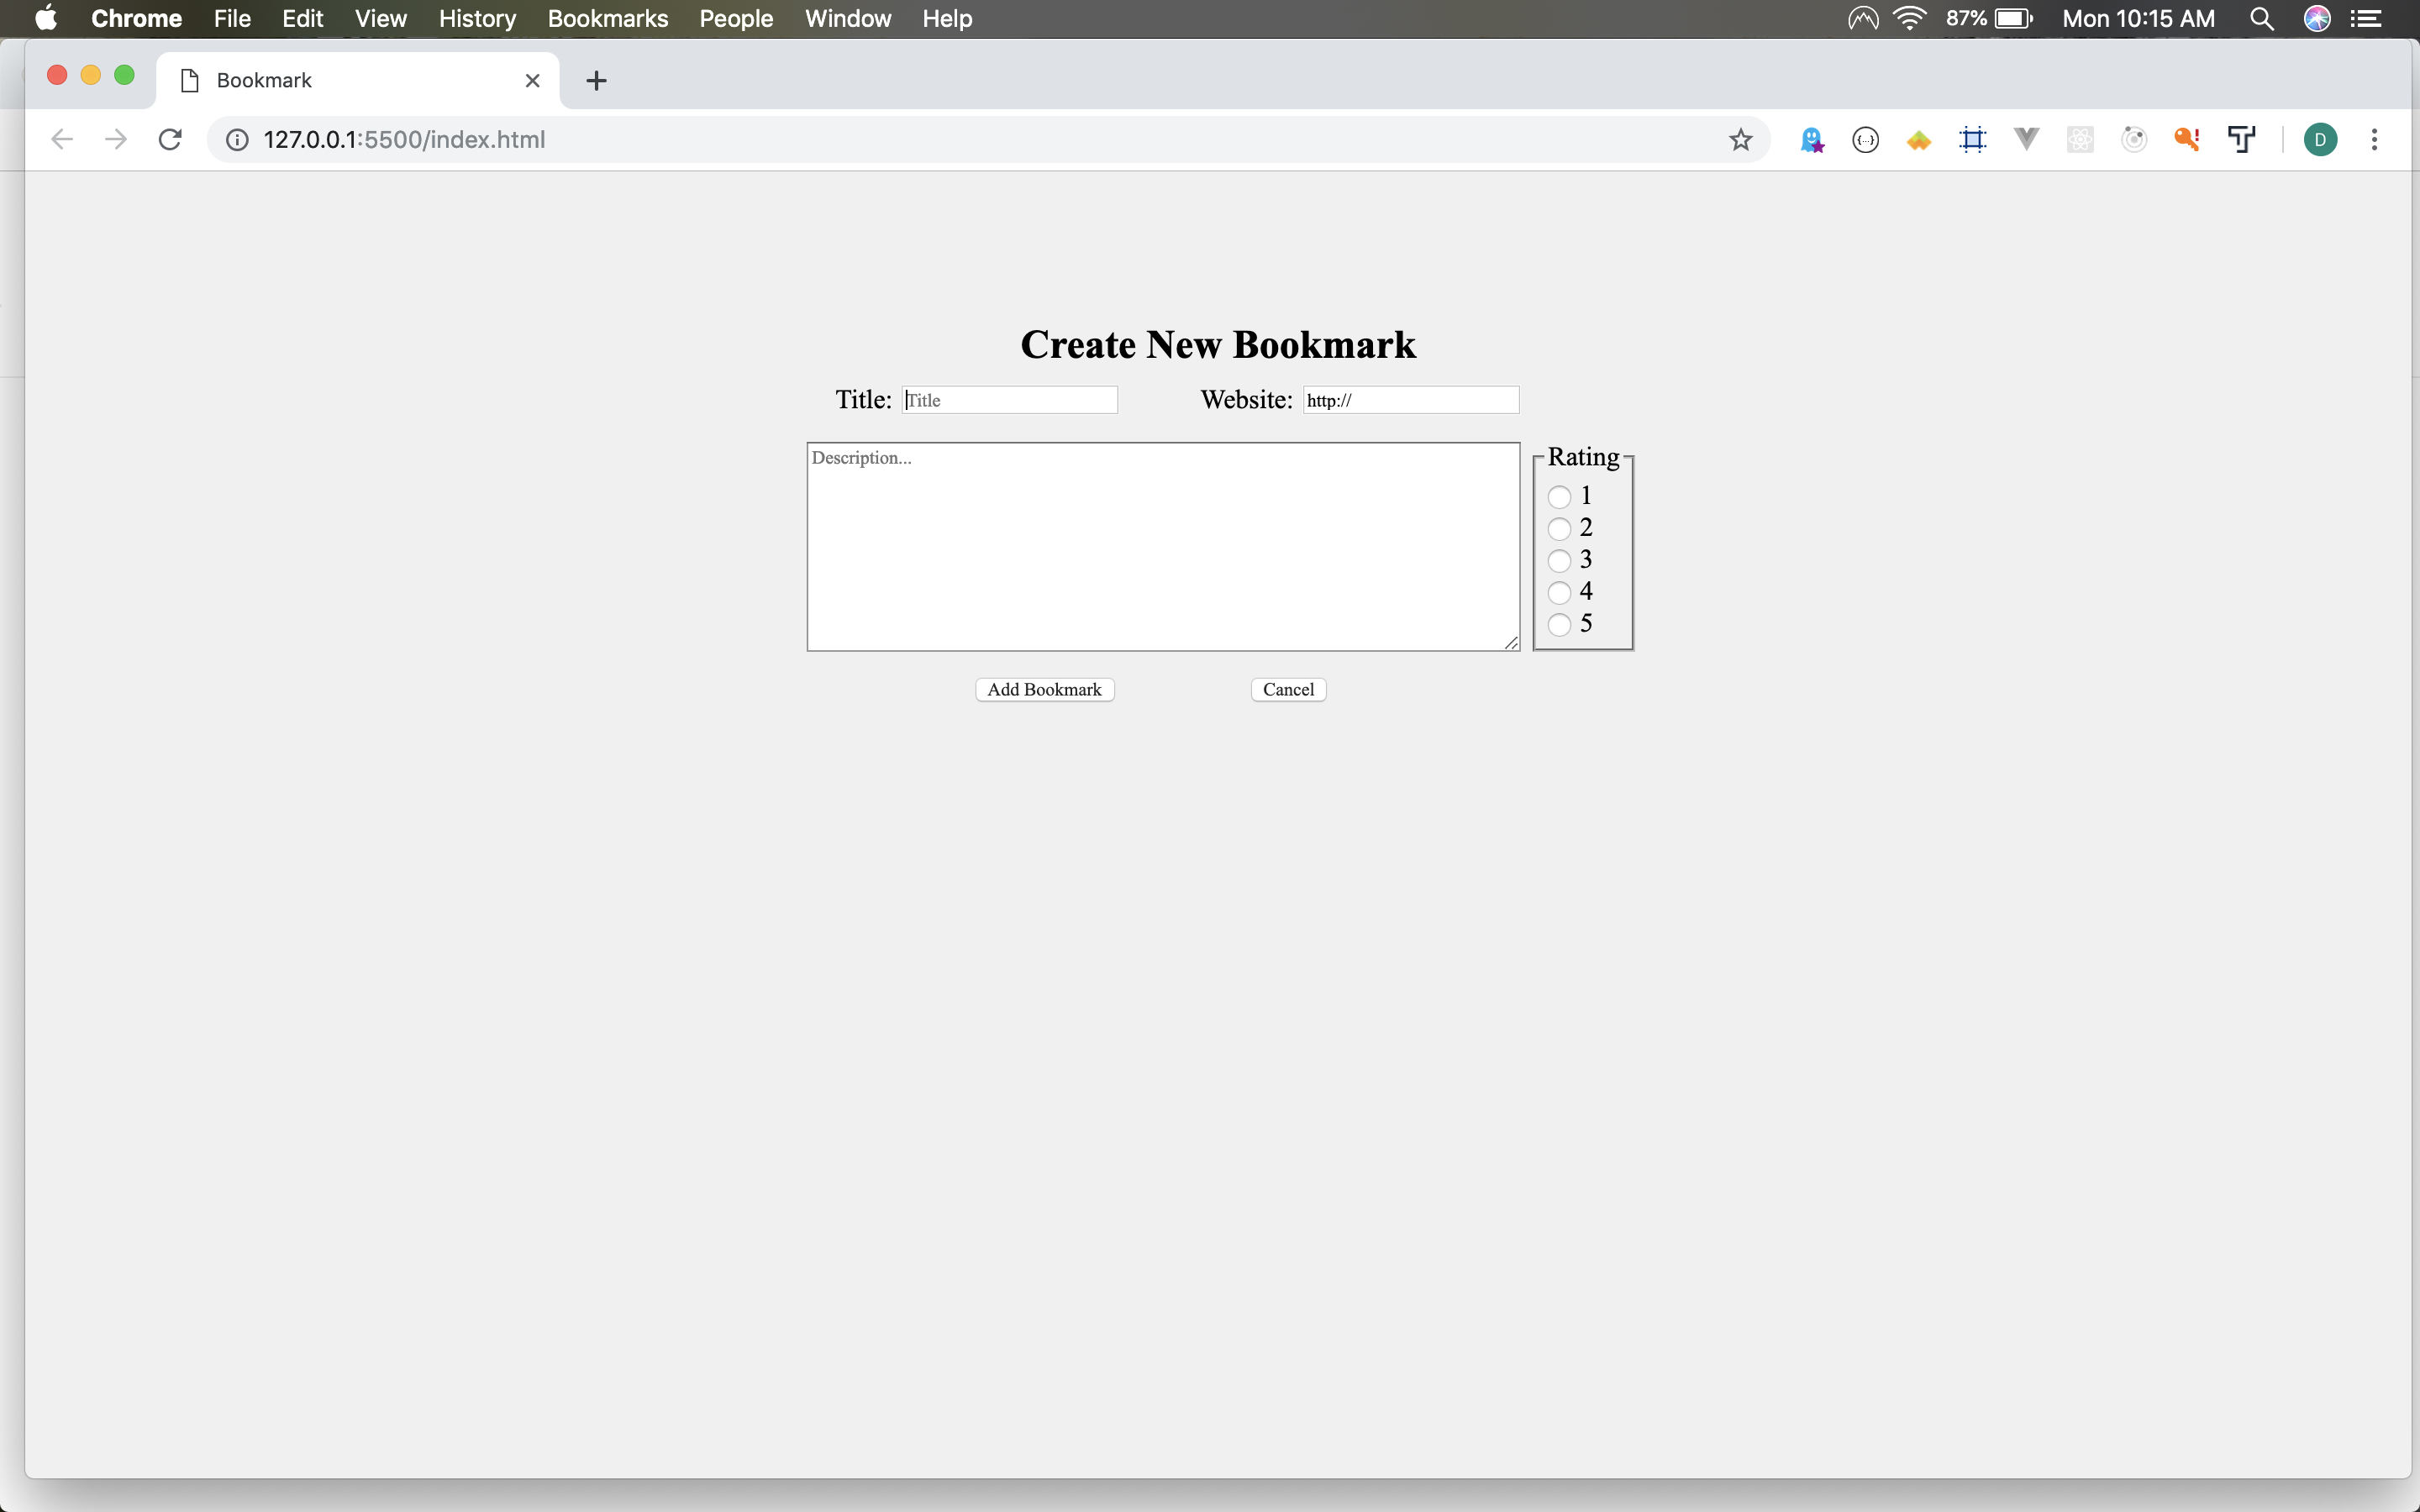 Chrome File Edit View History Bookmarks People Window Help 87% Mon 10:15 AM
Bookmark
127.0.0.1:5500/index.html D
Create New Bookmark
Title: Title Website: http://
Description...
Rating
1
2
3
4
5
Add Bookmark Cancel